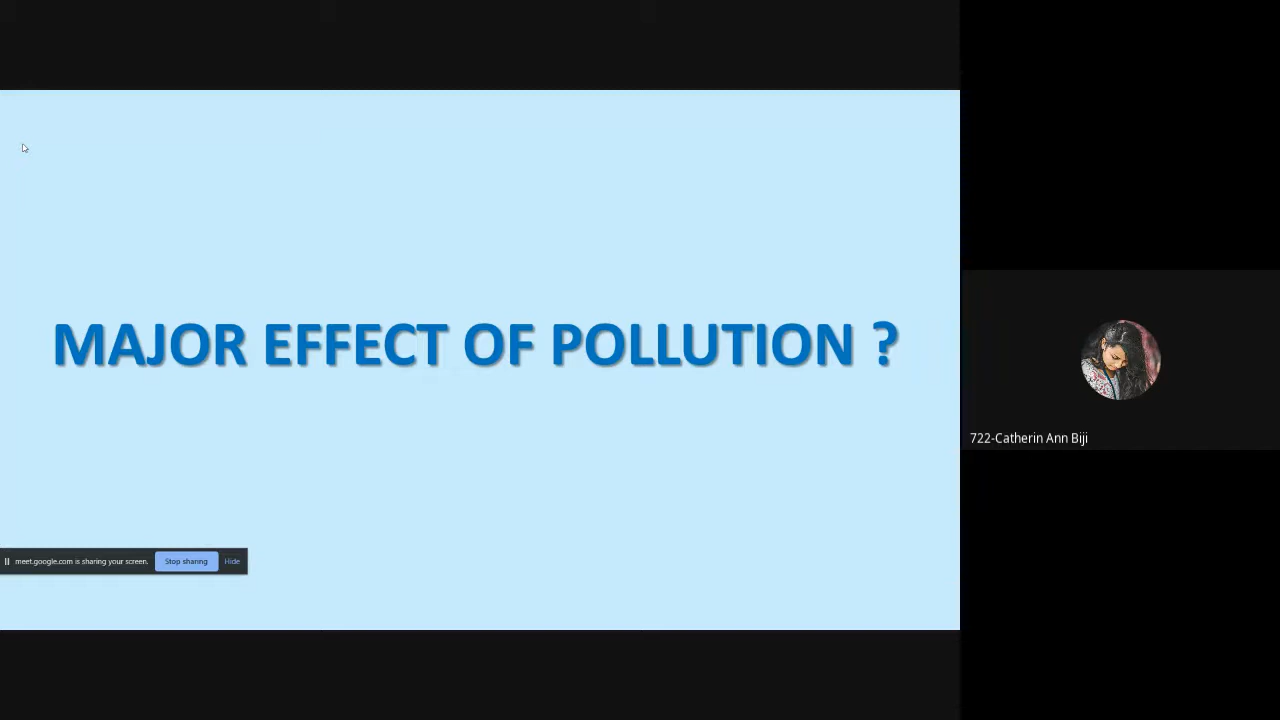 MAJOR EFFECT OF POLLUTION ?
722-Catherin Ann Biji
meet.google.com is sharing your screen. Stop sharing Hide